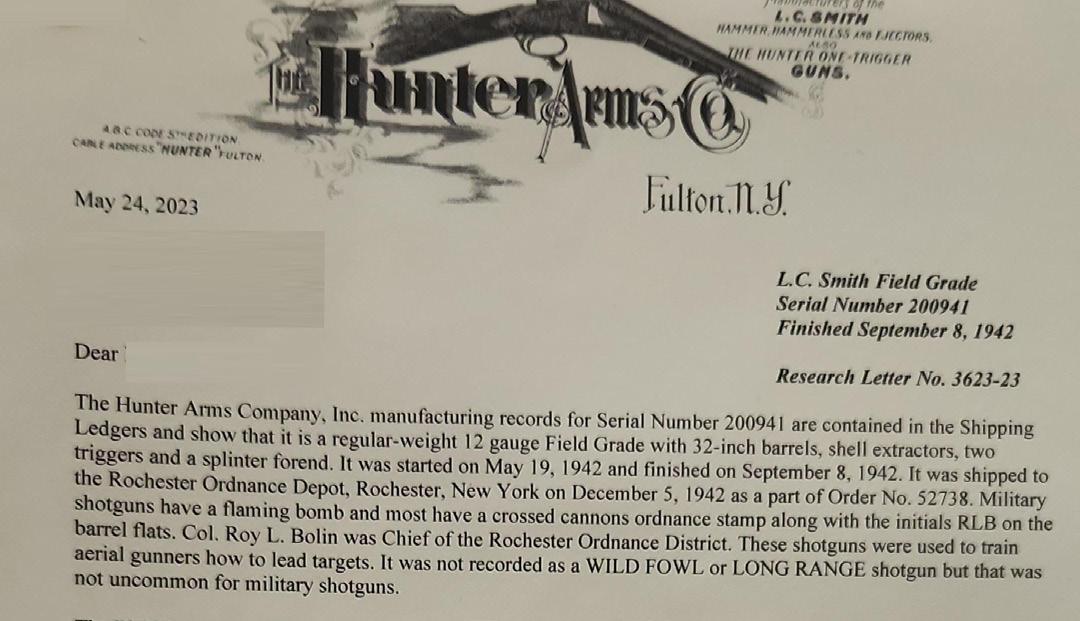 Manufacturers of the
L.C. SMITH
HAMMER, HAMMERLESS AND EJECTORS.
ALSO
THE HUNTER ONE-TRIGGER
GUNS.
THE Hunter Arms Co.
A.B.C. CODE 5TH EDITION.
CABLE ADDRESS "HUNTER" FULTON.
Fulton, N.Y.
May 24, 2023
L.C. Smith Field Grade
Serial Number 200941
Finished September 8, 1942
Dear
Research Letter No. 3623-23
The Hunter Arms Company, Inc. manufacturing records for Serial Number 200941 are contained in the Shipping
Ledgers and show that it is a regular-weight 12 gauge Field Grade with 32-inch barrels, shell extractors, two
triggers and a splinter forend. It was started on May 19, 1942 and finished on September 8, 1942. It was shipped to
the Rochester Ordnance Depot, Rochester, New York on December 5, 1942 as a part of Order No. 52738. Military
shotguns have a flaming bomb and most have a crossed cannons ordnance stamp along with the initials RLB on the
barrel flats. Col. Roy L. Bolin was Chief of the Rochester Ordnance District. These shotguns were used to train
aerial gunners how to lead targets. It was not recorded as a WILD FOWL or LONG RANGE shotgun but that was
not uncommon for military shotguns.